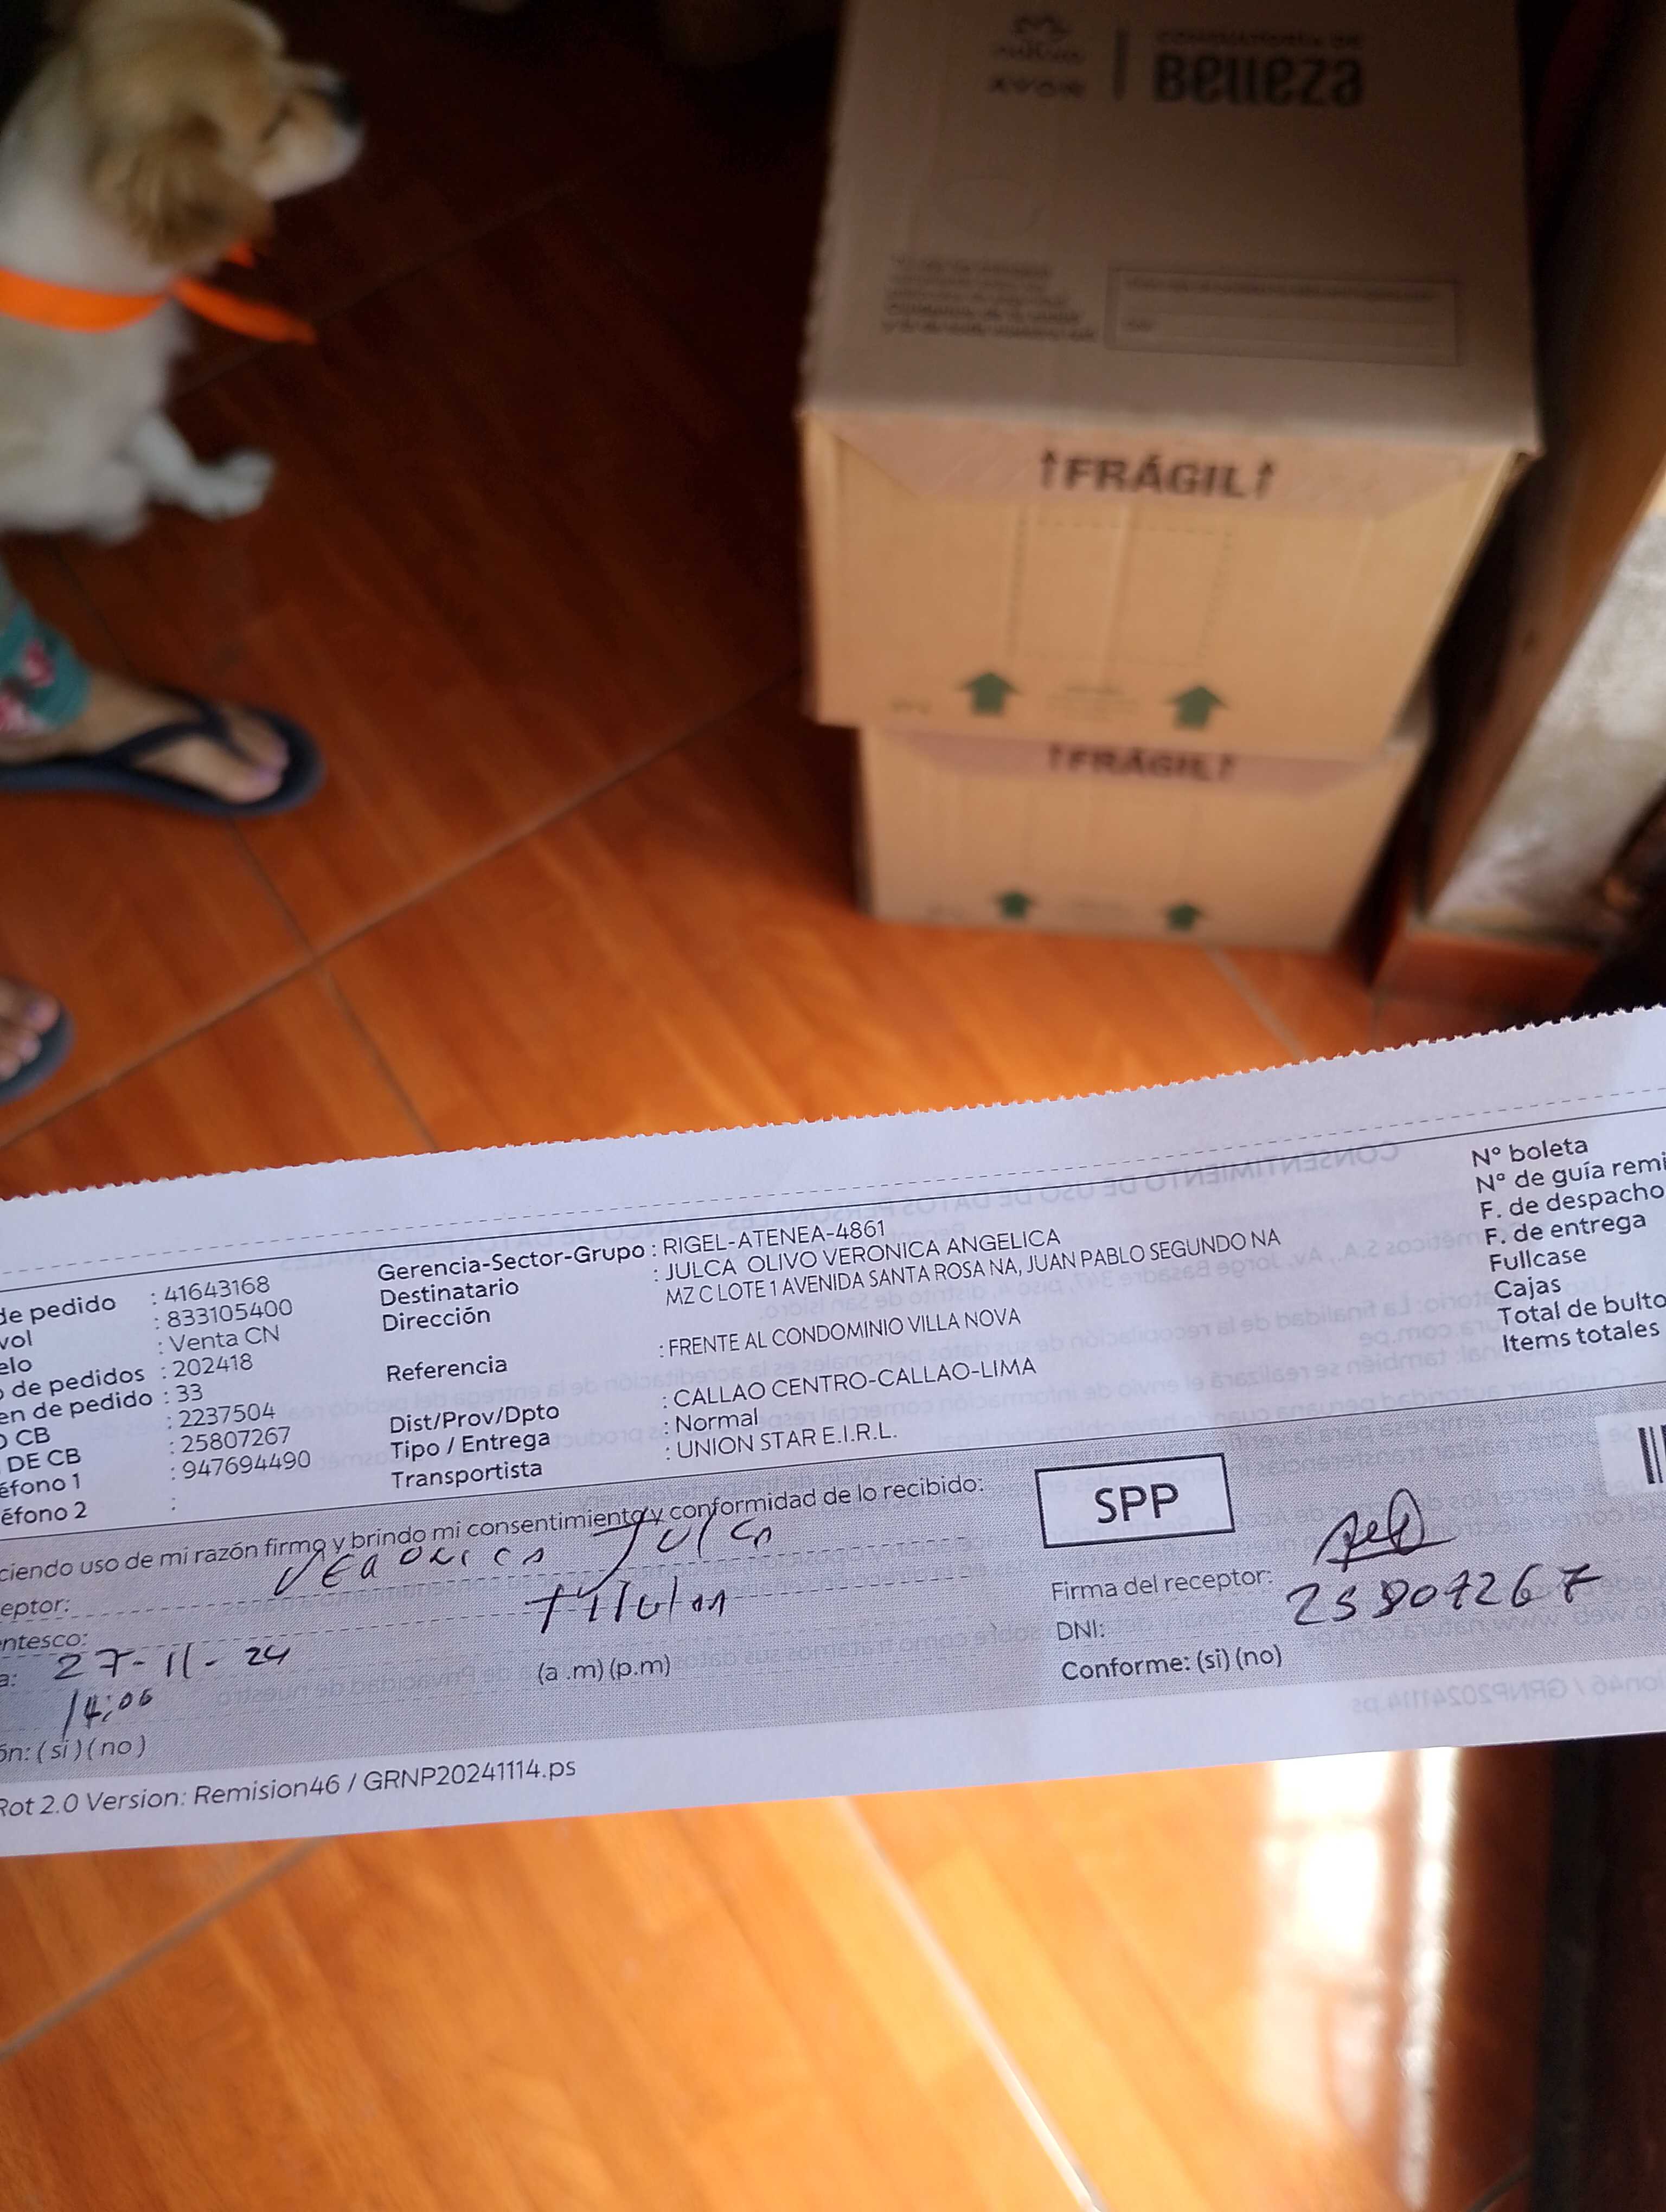 natura
AVON
CONSULTORÍA DE
Belleza
↑FRÁGIL↑
↑FRÁGIL↑
de pedido : 41643168
vol : 833105400
elo : Venta CN
o de pedidos : 202418
en de pedido : 33
O CB : 2237504
DE CB : 25807267
éfono 1 : 947694490
éfono 2 :
Gerencia-Sector-Grupo : RIGEL-ATENEA-4861
Destinatario : JULCA OLIVO VERONICA ANGELICA
Dirección MZ C LOTE 1 AVENIDA SANTA ROSA NA, JUAN PABLO SEGUNDO NA
Referencia : FRENTE AL CONDOMINIO VILLA NOVA
Dist/Prov/Dpto : CALLAO CENTRO-CALLAO-LIMA
Tipo / Entrega : Normal
Transportista : UNION STAR E.I.R.L.
Nº boleta
Nº de guía remi
F. de despacho
F. de entrega
Fullcase
Cajas
Total de bulto
Items totales
ciendo uso de mi razón firmo y brindo mi consentimiento y conformidad de lo recibido:
eptor: Veronica Julca
entesco: titular
a: 27-11-24
14:06 (a .m) (p.m)
ón: ( si ) ( no )
SPP
Firma del receptor:
DNI: 25807267
Conforme: (si) (no)
Rot 2.0 Version: Remision46 / GRNP20241114.ps